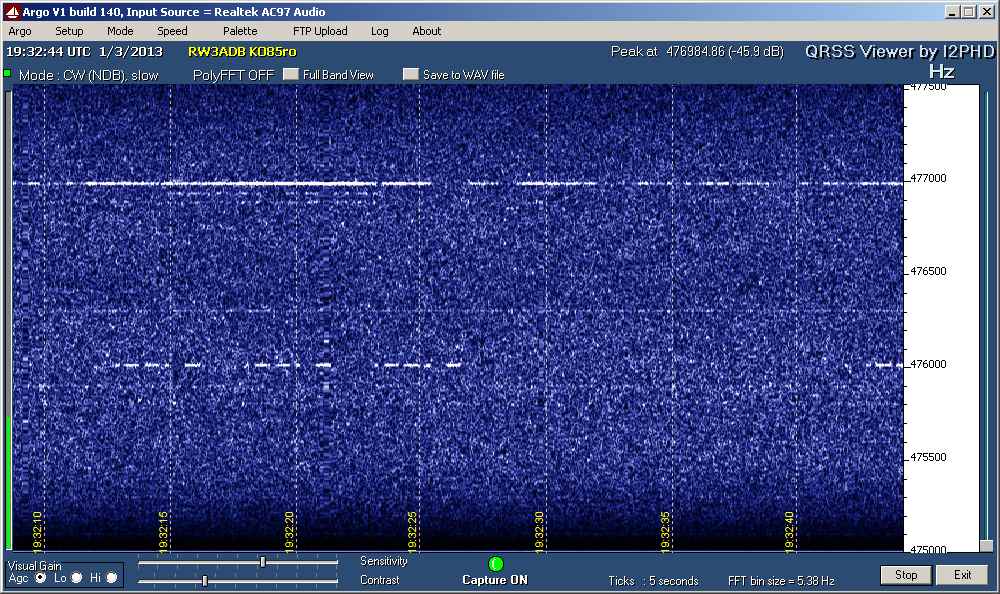 Argo V1 build 140, Input Source = Realtek AC97 Audio
Argo Setup Mode Speed Palette FTP Upload Log About
19:32:44 UTC 1/3/2013 RW3ADB KO85ro Peak at 476984.86 (-45.9 dB) QRSS Viewer by I2PHD
Mode : CW (NDB), slow PolyFFT OFF Full Band View Save to WAV file Hz
477500
477000
476500
476000
475500
475000
19:32:10 19:32:15 19:32:20 19:32:25 19:32:30 19:32:35 19:32:40
Visual Gain
Agc Lo Hi
Sensitivity
Contrast
Capture ON
Ticks : 5 seconds FFT bin size = 5.38 Hz
Stop Exit